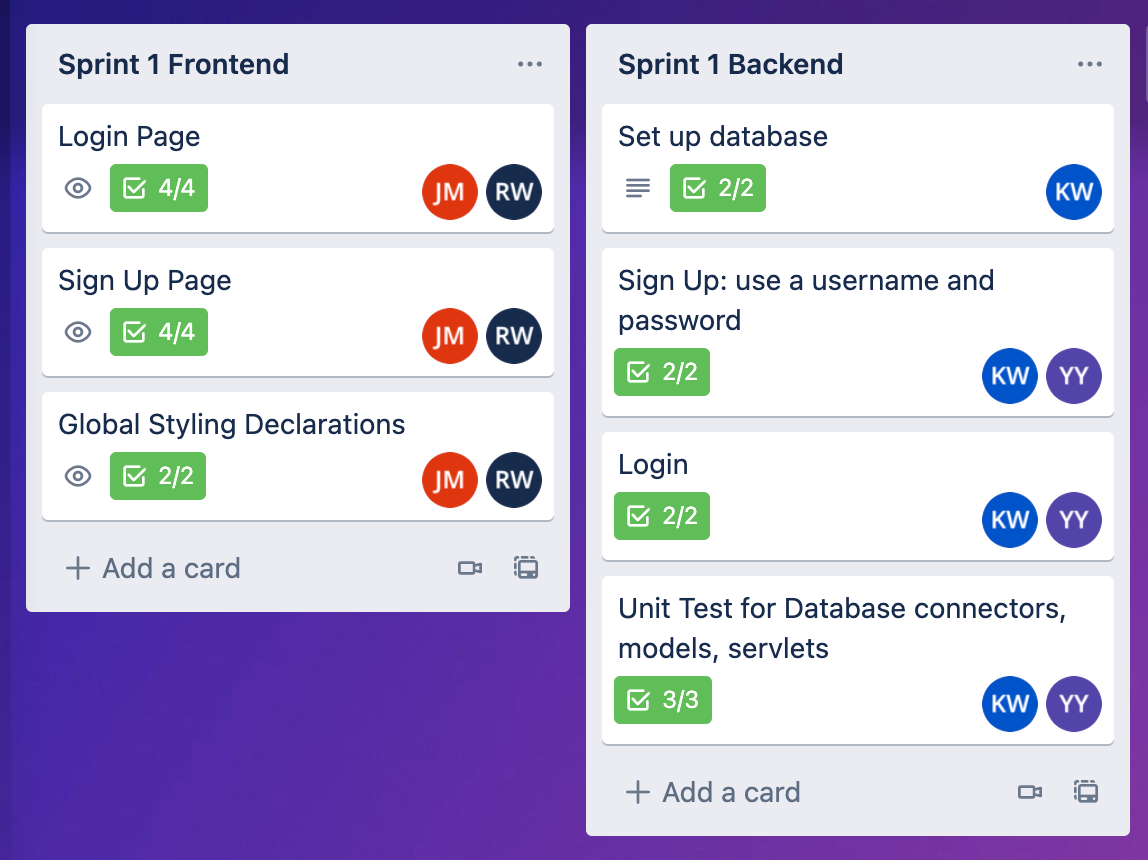 Sprint 1 Frontend
Login Page
4/4
JM
RW
Sign Up Page
4/4
JM
RW
Global Styling Declarations
2/2
JM
RW
Add a card
Sprint 1 Backend
Set up database
2/2
KW
Sign Up: use a username and
password
2/2
KW
YY
Login
2/2
KW
YY
Unit Test for Database connectors,
models, servlets
3/3
KW
YY
Add a card